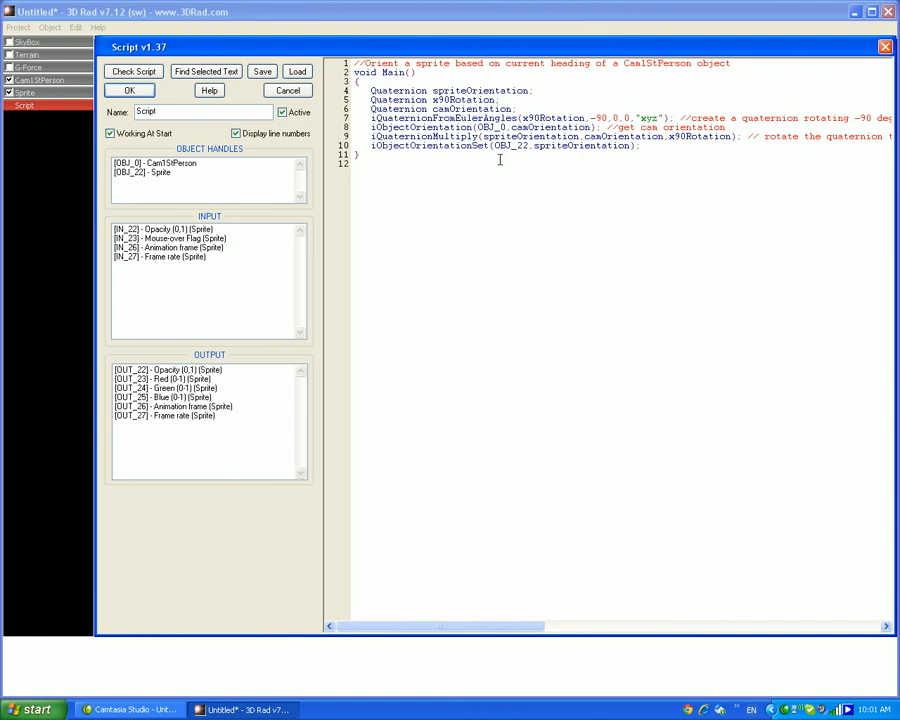 Untitled* - 3D Rad v7.12 (sw) - www.3DRad.com
Project Object Edit Help
SkyBox
Terrain
G-Force
Cam1StPerson
Sprite
Script
Script v1.37
Check Script Find Selected Text Save Load
OK Help Cancel
Name: Script Active
Working At Start Display line numbers
OBJECT HANDLES
[OBJ_0] - Cam1StPerson
[OBJ_22] - Sprite
INPUT
[IN_22] - Opacity (0,1) (Sprite)
[IN_23] - Mouse-over Flag (Sprite)
[IN_26] - Animation frame (Sprite)
[IN_27] - Frame rate (Sprite)
OUTPUT
[OUT_22] - Opacity (0,1) (Sprite)
[OUT_23] - Red (0-1) (Sprite)
[OUT_24] - Green (0-1) (Sprite)
[OUT_25] - Blue (0-1) (Sprite)
[OUT_26] - Animation frame (Sprite)
[OUT_27] - Frame rate (Sprite)
1 //Orient a sprite based on current heading of a Cam1StPerson object
2 void Main()
3 {
4 Quaternion spriteOrientation;
5 Quaternion x90Rotation;
6 Quaternion camOrientation;
7 iQuaternionFromEulerAngles(x90Rotation,-90,0,0,"xyz"); //create a quaternion rotating -90 deg
8 iObjectOrientation(OBJ_0,camOrientation); //get cam orientation
9 iQuaternionMultiply(spriteOrientation,camOrientation,x90Rotation); // rotate the quaternion t
10 iObjectOrientationSet(OBJ_22,spriteOrientation);
11 }
12
start Camtasia Studio - Unt... Untitled* - 3D Rad v7... EN 10:01 AM